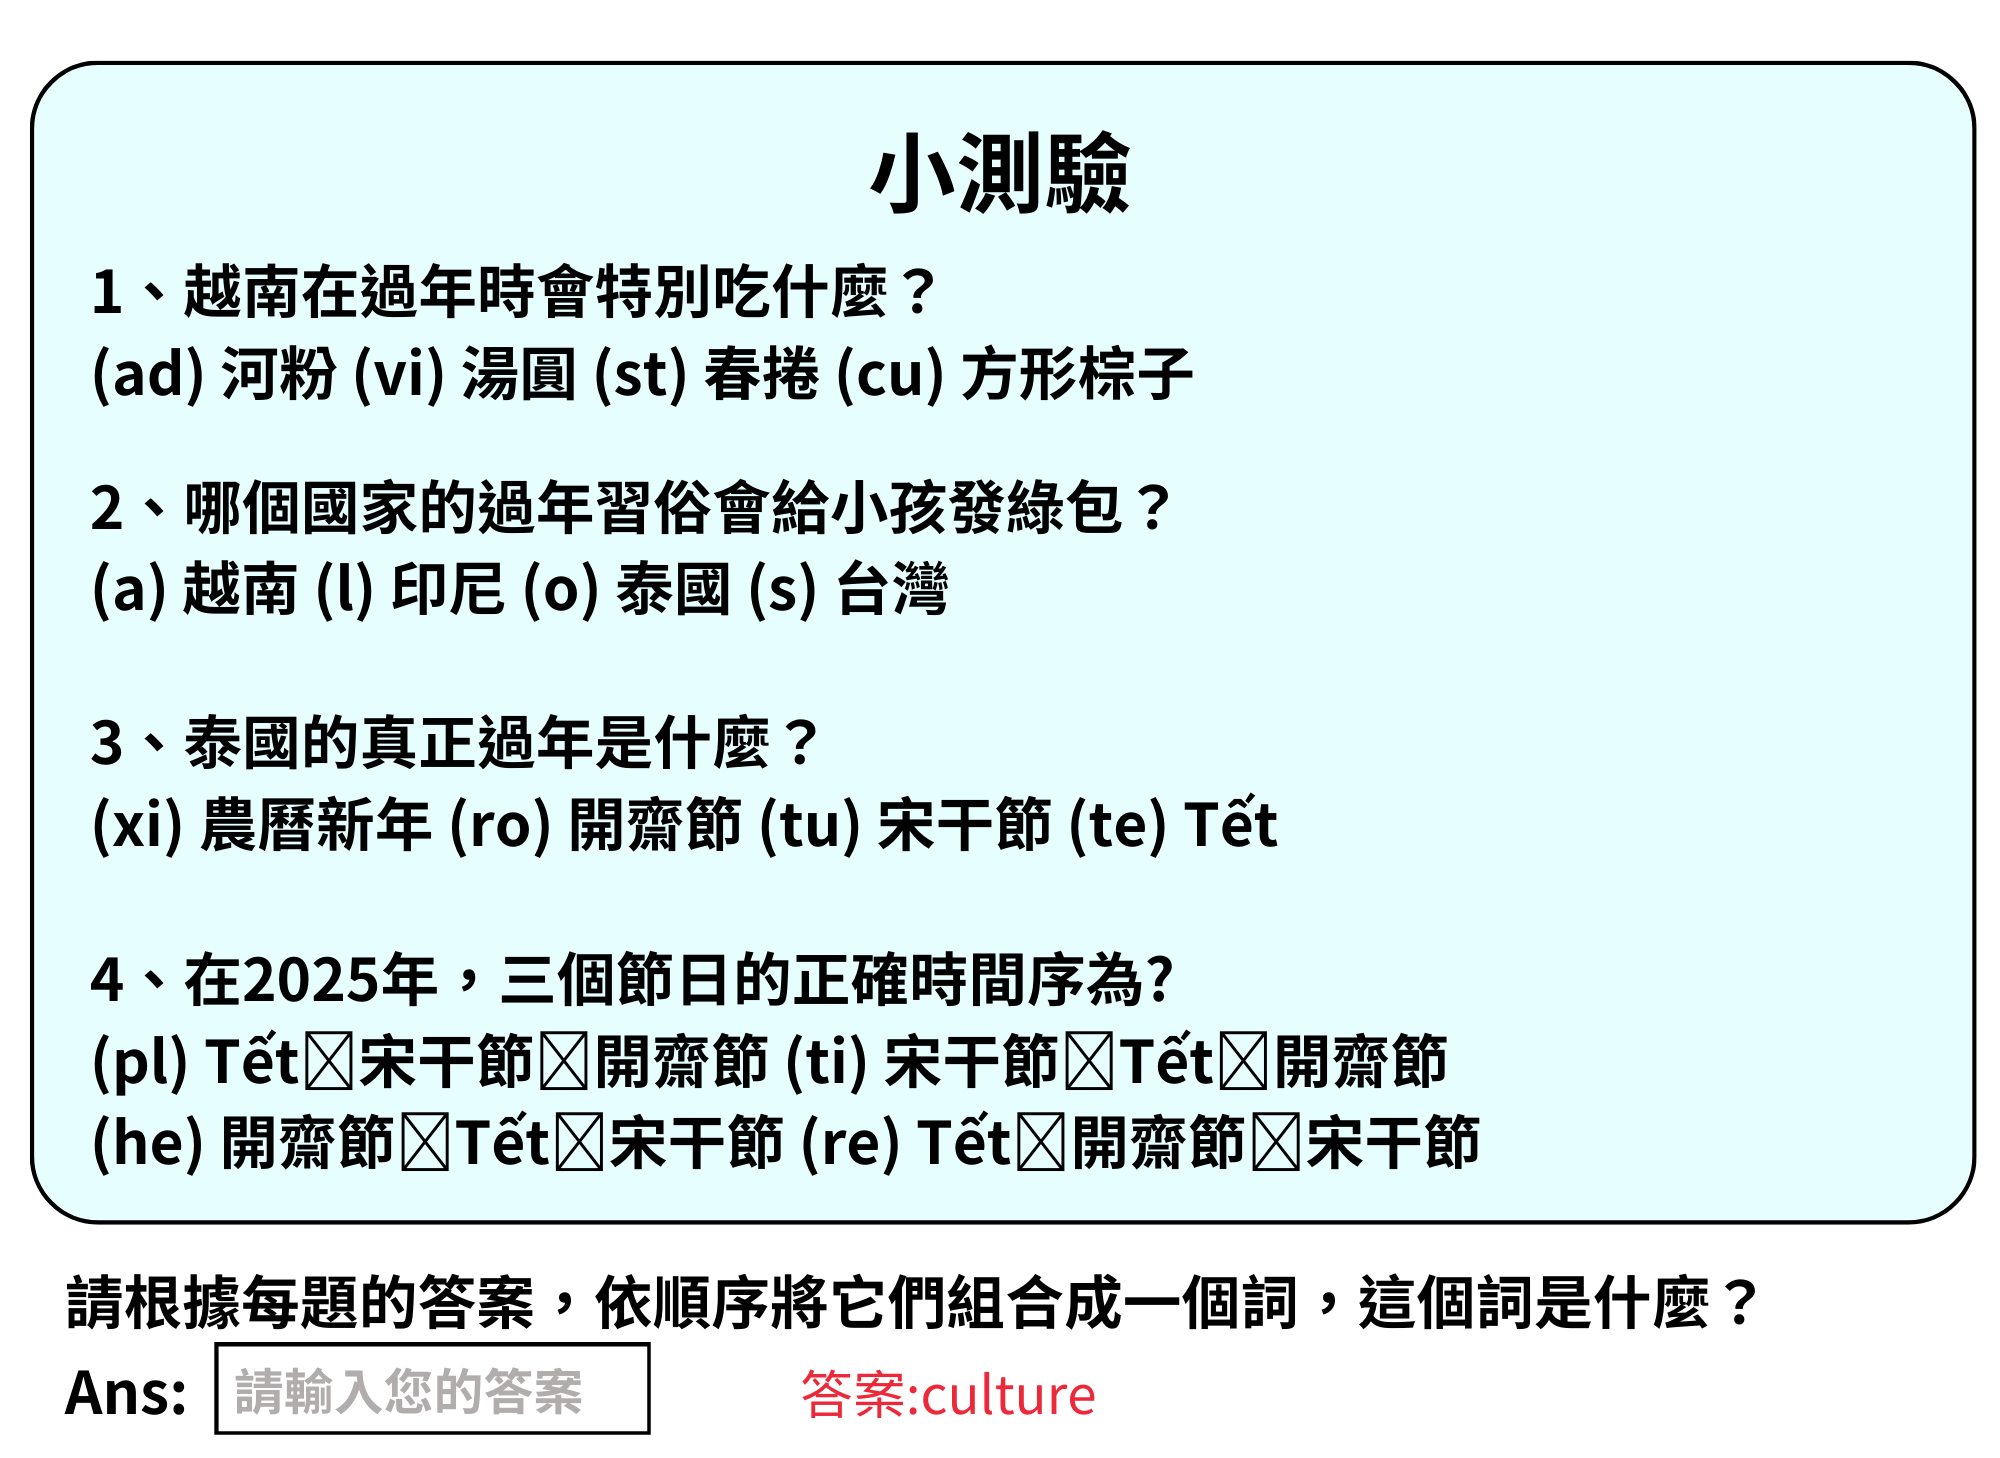 小測驗
1、越南在過年時會特別吃什麼？
(ad) 河粉 (vi) 湯圓 (st) 春捲 (cu) 方形粽子
2、哪個國家的過年習俗會給小孩發綠包？
(a) 越南 (l) 印尼 (o) 泰國 (s) 台灣
3、泰國的真正過年是什麼？
(xi) 農曆新年 (ro) 開齋節 (tu) 宋干節 (te) Tết
4、在2025年，三個節日的正確時間序為?
(pl) Tết☒宋干節☒開齋節 (ti) 宋干節☒Tết☒開齋節
(he) 開齋節☒Tết☒宋干節 (re) Tết☒開齋節☒宋干節
請根據每題的答案，依順序將它們組合成一個詞，這個詞是什麼？
Ans: 請輸入您的答案 答案:culture